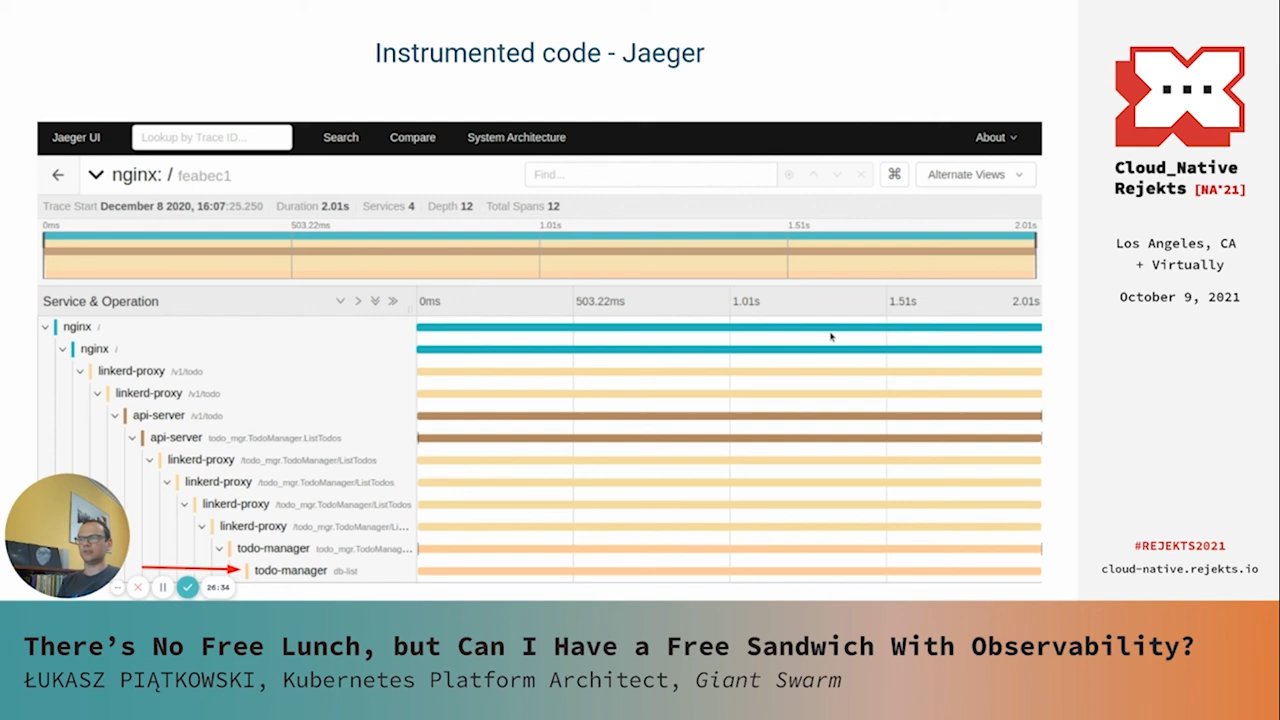 Instrumented code - Jaeger
Jaeger UI
Lookup by Trace ID...
Search
Compare
System Architecture
About
nginx: / feabec1
Find...
Alternate Views
Trace Start December 8 2020, 16:07:25.250 Duration 2.01s Services 4 Depth 12 Total Spans 12
0ms 503.22ms 1.01s 1.51s 2.01s
Service & Operation
0ms 503.22ms 1.01s 1.51s 2.01s
nginx /
nginx /
linkerd-proxy /v1/todo
linkerd-proxy /v1/todo
api-server /v1/todo
api-server todo_mgr.TodoManager.ListTodos
linkerd-proxy /todo_mgr.TodoManager/ListTodos
linkerd-proxy /todo_mgr.TodoManager/ListTodos
linkerd-proxy /todo_mgr.TodoManager/ListTodos
linkerd-proxy /todo_mgr.TodoManager/Li...
todo-manager todo_mgr.TodoManag...
todo-manager db-list
26:34
Cloud_Native
Rejekts [NA'21]
Los Angeles, CA
+ Virtually
October 9, 2021
#REJEKTS2021
cloud-native.rejekts.io
There's No Free Lunch, but Can I Have a Free Sandwich With Observability?
ŁUKASZ PIĄTKOWSKI, Kubernetes Platform Architect, Giant Swarm